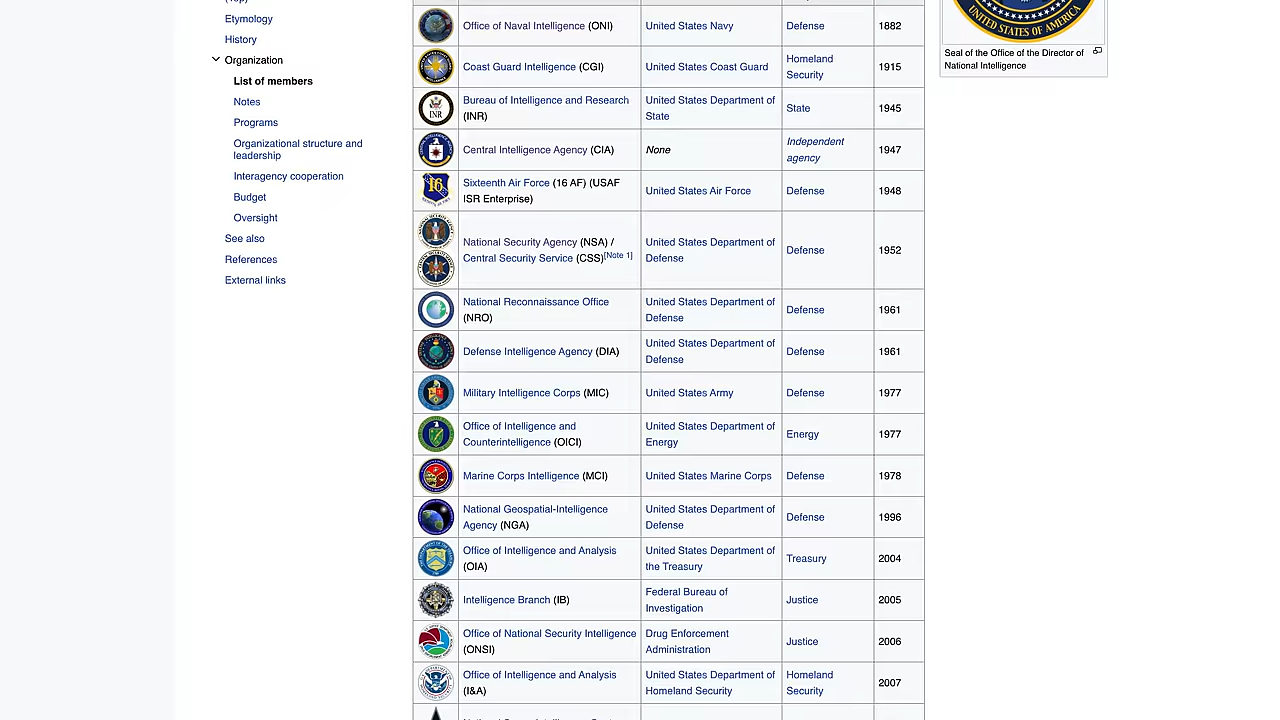 (Top)
Etymology
History
Organization
List of members
Notes
Programs
Organizational structure and
leadership
Interagency cooperation
Budget
Oversight
See also
References
External links
Office of Naval Intelligence (ONI) United States Navy Defense 1882
Coast Guard Intelligence (CGI) United States Coast Guard Homeland
Security 1915
Bureau of Intelligence and Research
(INR) United States Department of
State State 1945
Central Intelligence Agency (CIA) None Independent
agency 1947
Sixteenth Air Force (16 AF) (USAF
ISR Enterprise) United States Air Force Defense 1948
National Security Agency (NSA) /
Central Security Service (CSS)[Note 1] United States Department of
Defense Defense 1952
National Reconnaissance Office
(NRO) United States Department of
Defense Defense 1961
Defense Intelligence Agency (DIA) United States Department of
Defense Defense 1961
Military Intelligence Corps (MIC) United States Army Defense 1977
Office of Intelligence and
Counterintelligence (OICI) United States Department of
Energy Energy 1977
Marine Corps Intelligence (MCI) United States Marine Corps Defense 1978
National Geospatial-Intelligence
Agency (NGA) United States Department of
Defense Defense 1996
Office of Intelligence and Analysis
(OIA) United States Department of
the Treasury Treasury 2004
Intelligence Branch (IB) Federal Bureau of
Investigation Justice 2005
Office of National Security Intelligence
(ONSI) Drug Enforcement
Administration Justice 2006
Office of Intelligence and Analysis
(I&A) United States Department of
Homeland Security Homeland
Security 2007
INR
16
UNITED STATES OF AMERICA
Seal of the Office of the Director of
National Intelligence